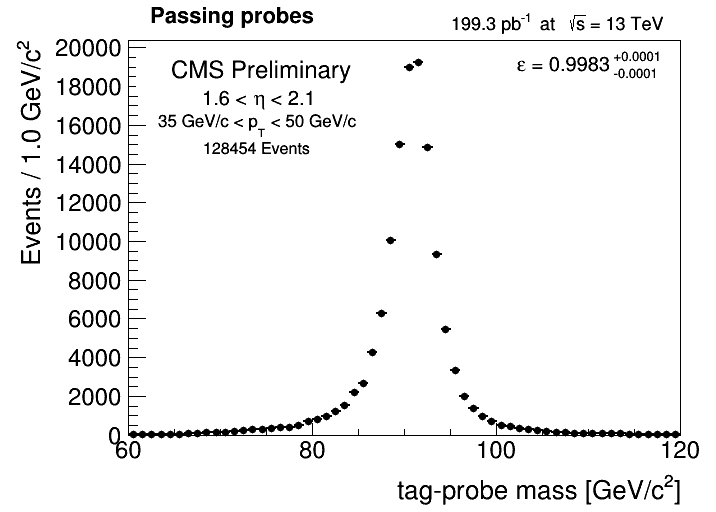 Passing probes
199.3 pb⁻¹ at √s = 13 TeV
CMS Preliminary
ε = 0.9983 +0.0001 -0.0001
1.6 < η < 2.1
35 GeV/c < p_T < 50 GeV/c
128454 Events
Events / 1.0 GeV/c²
20000
18000
16000
14000
12000
10000
8000
6000
4000
2000
0
60 80 100 120
tag-probe mass [GeV/c²]